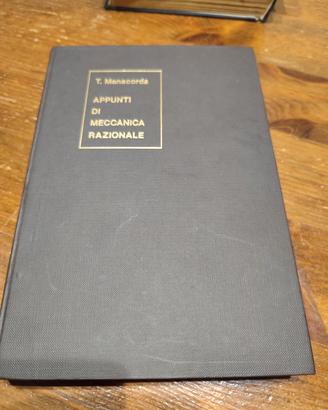 T. Manacorda
APPUNTI
DI
MECCANICA
RAZIONALE